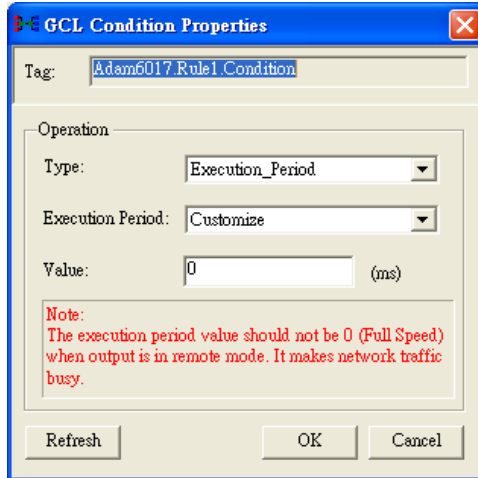 GCL Condition Properties
Tag: Adam6017.Rule1.Condition
Operation
Type: Execution_Period
Execution Period: Customize
Value: 0 (ms)
Note:
The execution period value should not be 0 (Full Speed)
when output is in remote mode. It makes network traffic
busy.
Refresh OK Cancel